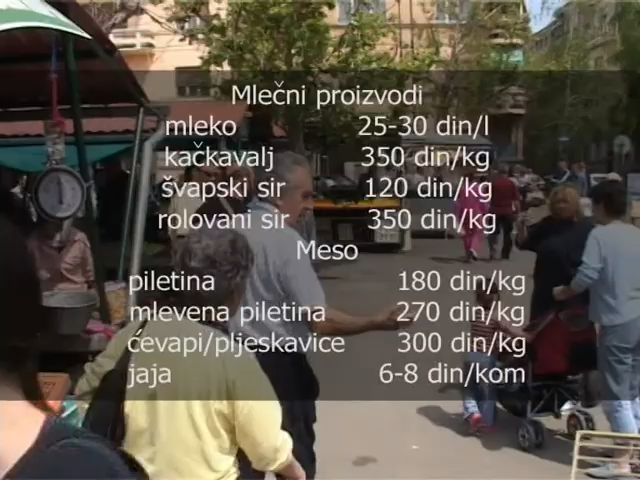 Mlečni proizvodi
mleko 25-30 din/l
kačkavalj 350 din/kg
švapski sir 120 din/kg
rolovani sir 350 din/kg
Meso
piletina 180 din/kg
mlevena piletina 270 din/kg
ćevapi/pljeskavice 300 din/kg
jaja 6-8 din/kom